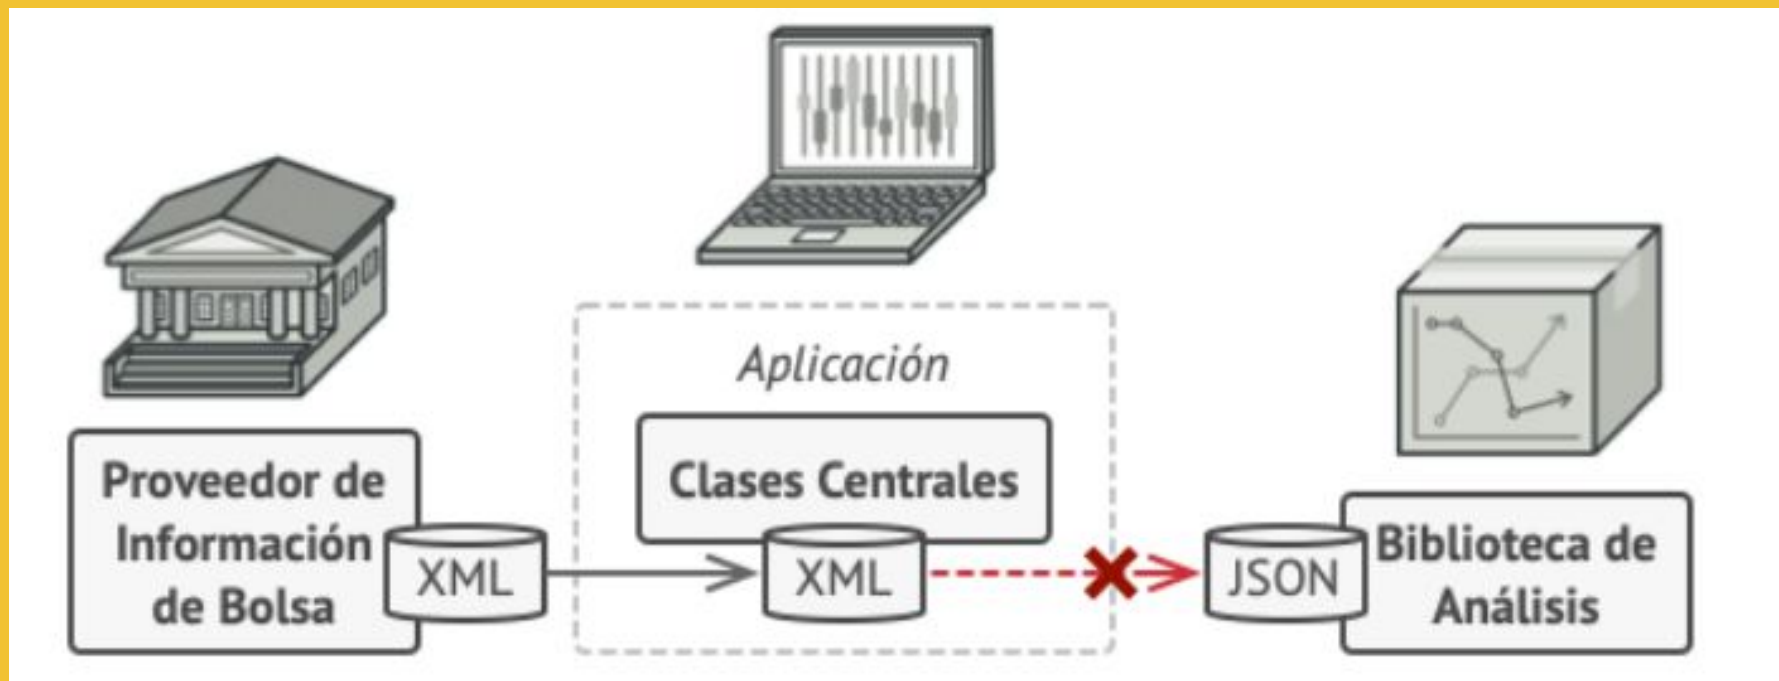 Aplicación
Proveedor de
Información
de Bolsa
XML
Clases Centrales
XML
JSON
Biblioteca de
Análisis